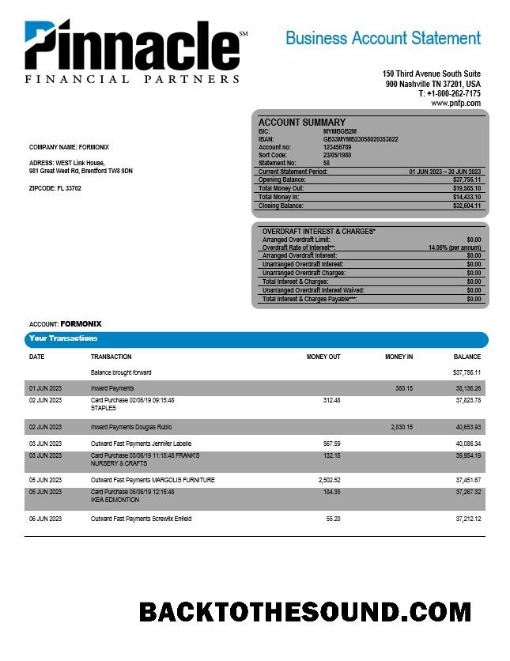 Pinnacle SM
FINANCIAL PARTNERS
Business Account Statement
150 Third Avenue South Suite
900 Nashville TN 37201, USA
T: +1-800-262-7175
www.pnfp.com
COMPANY NAME: FORMONIX
ADRESS: WEST Link House,
981 Great West Rd, Brentford TW8 9DN
ZIPCODE: FL 33702
ACCOUNT SUMMARY
BIC: MYMBGB2M
IBAN: GB33MYMB23058020353822
Account no: 123456789
Sort Code: 23/05/1980
Statement No: 58
Current Statement Period: 01 JUN 2023 – 30 JUN 2023
Opening Balance: $37,756.11
Total Money Out: $19,585.10
Total Money In: $14,433.10
Closing Balance: $32,604.11
OVERDRAFT INTEREST & CHARGES*
Arranged Overdraft Limit: $0.00
Overdraft Rate of Interest**: 14.06% (per annum)
Arranged Overdraft Interest: $0.00
Unarranged Overdraft Interest: $0.00
Unarranged Overdraft Charges: $0.00
Total Interest & Charges: $0.00
Unarranged Overdraft Interest Waived: $0.00
Total Interest & Charges Payable***: $0.00
ACCOUNT: FORMONIX
Your Transactions
DATE TRANSACTION MONEY OUT MONEY IN BALANCE
Balance brought forward $37,756.11
01 JUN 2023 Inward Payments 380.15 38,136.26
02 JUN 2023 Card Purchase 02/06/19 09:15:48 312.48 37,823.78
STAPLES
02 JUN 2023 Inward Payments Douglas Rubio 2,830.15 40,653.93
03 JUN 2023 Outward Fast Payments Jennifer Labelle 567.59 40,086.34
03 JUN 2023 Card Purchase 03/06/19 11:15:48 FRANK'S 132.15 39,954.19
NURSERY & CRAFTS
05 JUN 2023 Outward Fast Payments MARGOLIS FURNITURE 2,502.52 37,451.67
05 JUN 2023 Card Purchase 05/06/19 12:15:48 184.35 37,267.32
IKEA EDMONTION
06 JUN 2023 Outward Fast Payments Screwfix Enfield 55.20 37,212.12
BACKTOTHESOUND.COM